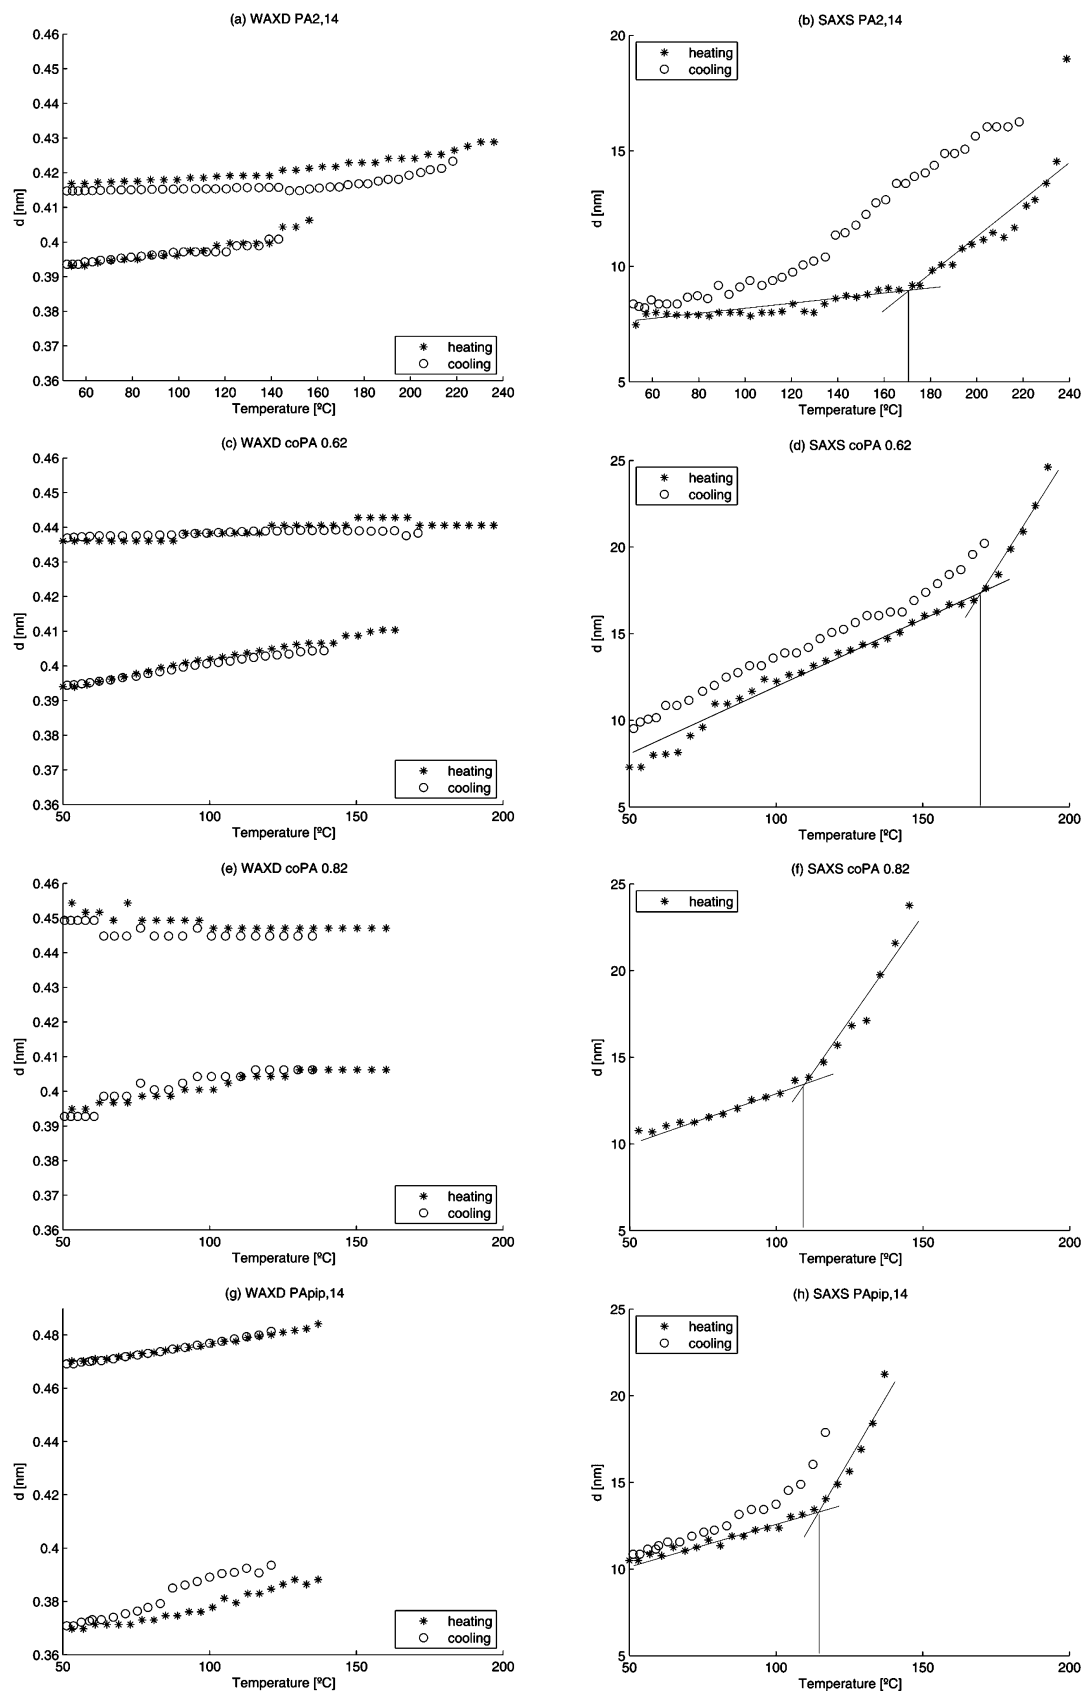 (a) WAXD PA2,14
0.46
0.45
0.44
0.43
0.42
0.41
0.4
0.39
0.38
0.37
0.36
d [nm]
heating
cooling
60 80 100 120 140 160 180 200 220 240
Temperature [ºC]
(b) SAXS PA2,14
20
15
10
5
d [nm]
heating
cooling
60 80 100 120 140 160 180 200 220 240
Temperature [ºC]
(c) WAXD coPA 0.62
0.46
0.45
0.44
0.43
0.42
0.41
0.4
0.39
0.38
0.37
0.36
d [nm]
heating
cooling
50 100 150 200
Temperature [ºC]
(d) SAXS coPA 0.62
25
20
15
10
5
d [nm]
heating
cooling
50 100 150 200
Temperature [ºC]
(e) WAXD coPA 0.82
0.46
0.45
0.44
0.43
0.42
0.41
0.4
0.39
0.38
0.37
0.36
d [nm]
heating
cooling
50 100 150 200
Temperature [ºC]
(f) SAXS coPA 0.82
25
20
15
10
5
d [nm]
heating
50 100 150 200
Temperature [ºC]
(g) WAXD PApip,14
0.48
0.46
0.44
0.42
0.4
0.38
0.36
d [nm]
heating
cooling
50 100 150 200
Temperature [ºC]
(h) SAXS PApip,14
25
20
15
10
5
d [nm]
heating
cooling
50 100 150 200
Temperature [ºC]